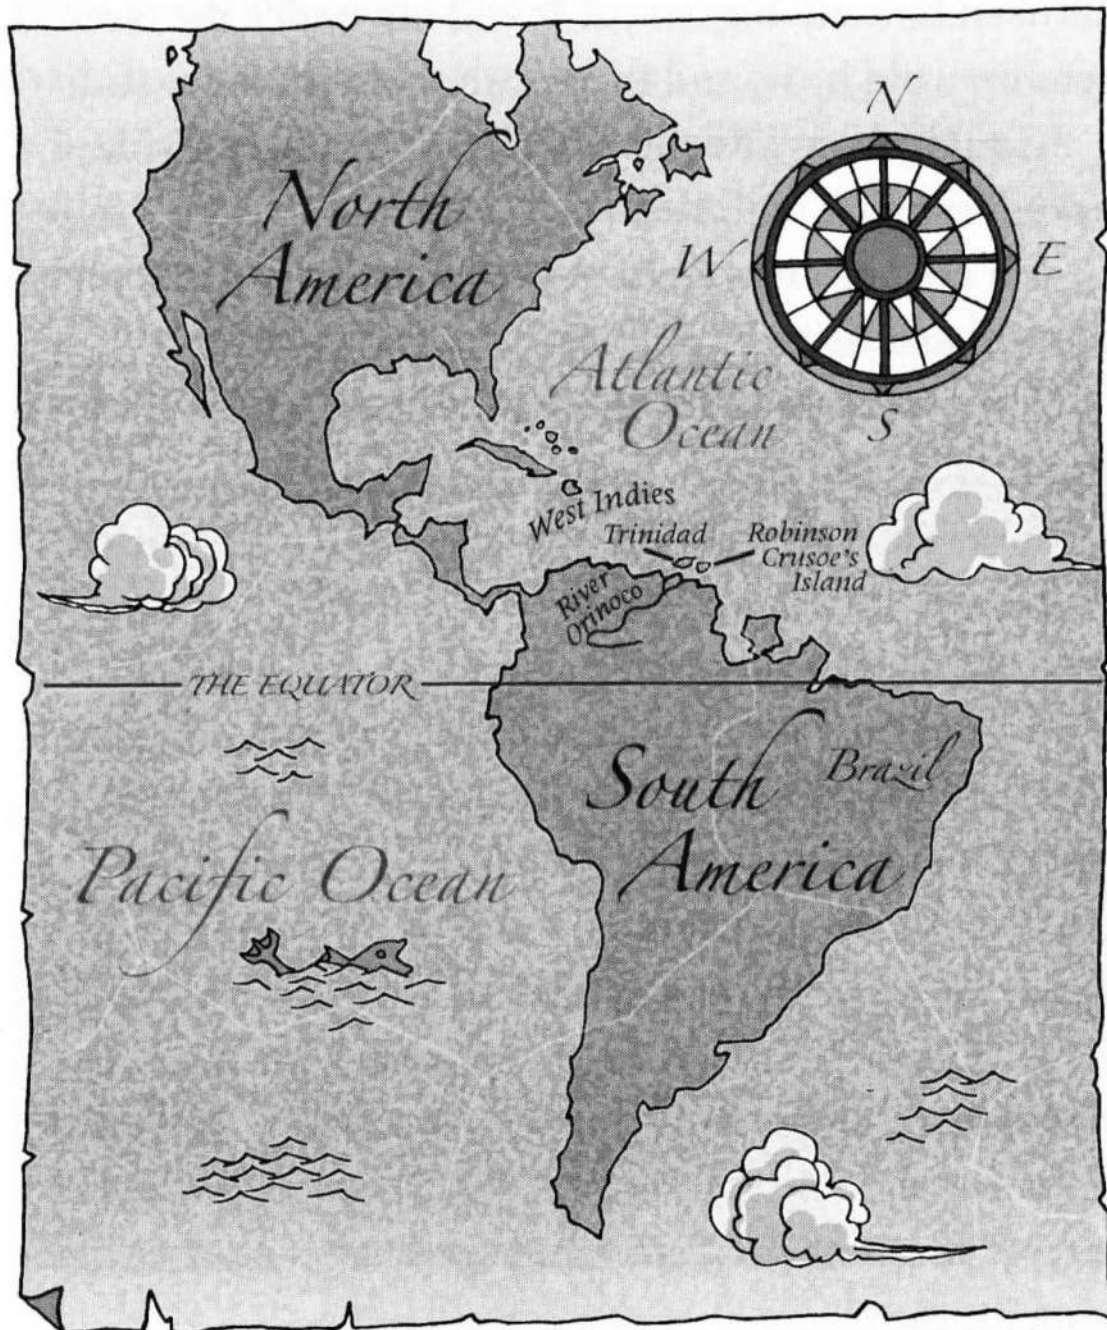 N
North
America
W
E
Atlantic
Ocean
S
West Indies
Trinidad
Robinson
Crusoe's
Island
River
Orinoco
THE EQUATOR
South
America
Brazil
Pacific Ocean